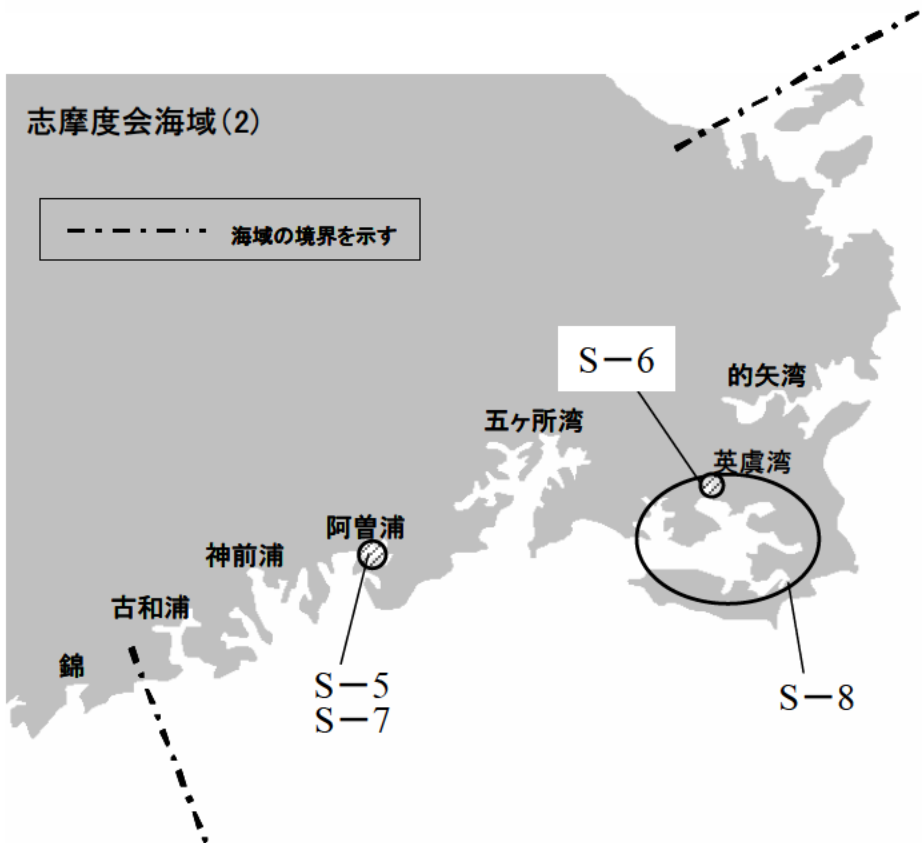 志摩度会海域(2)
海域の境界を示す
S－6
的矢湾
五ヶ所湾
英虞湾
阿曽浦
神前浦
古和浦
錦
S－5
S－7
S－8